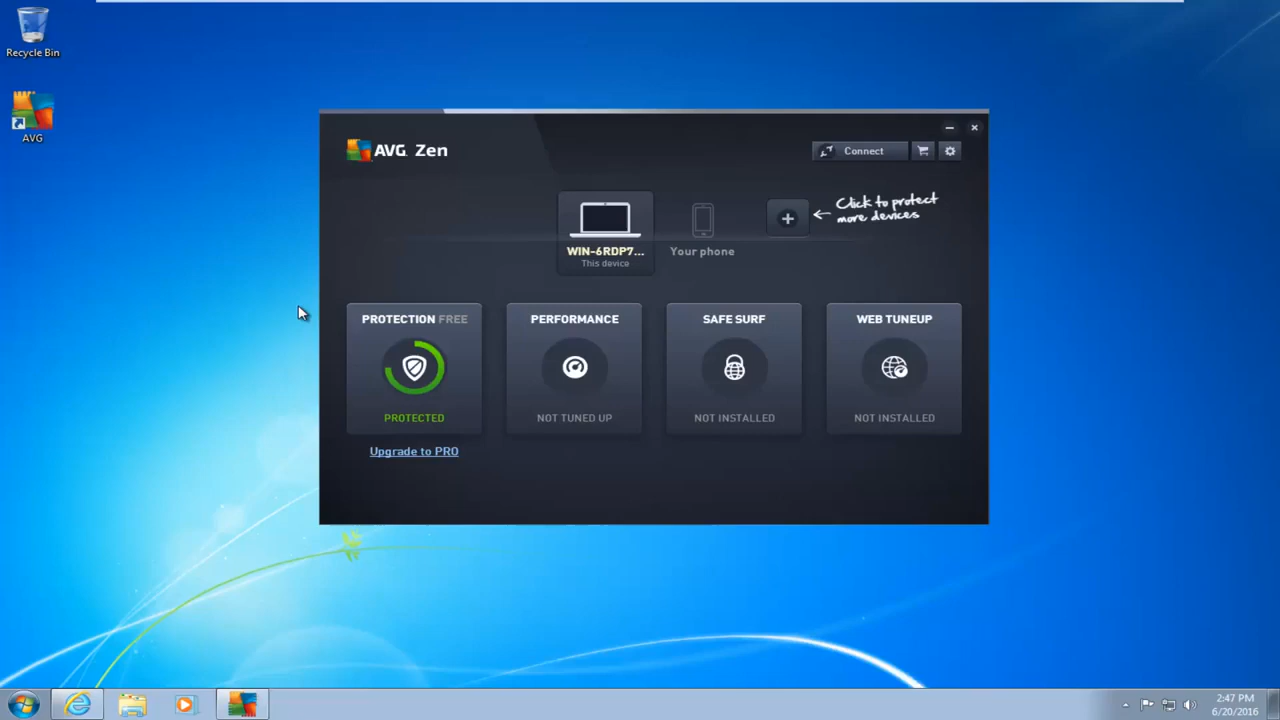 Recycle Bin
AVG
AVG. Zen
Connect
Click to protect
more devices
WIN-6RDP7...
This device
Your phone
PROTECTION FREE
PROTECTED
Upgrade to PRO
PERFORMANCE
NOT TUNED UP
SAFE SURF
NOT INSTALLED
WEB TUNEUP
NOT INSTALLED
2:47 PM
6/20/2016